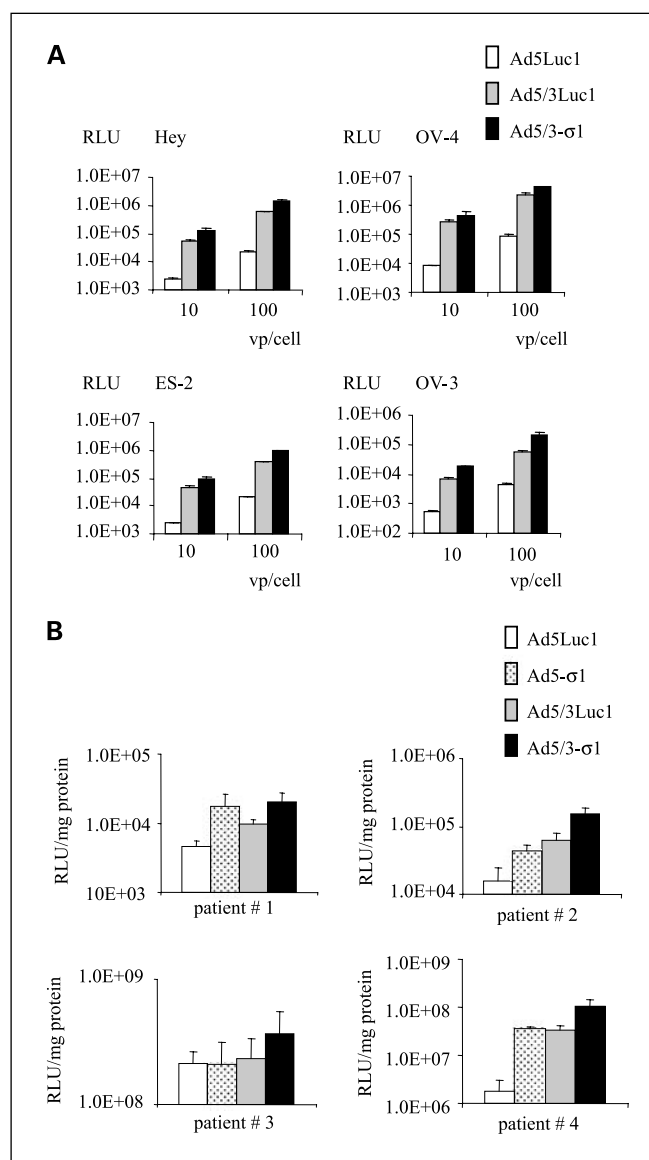 A
Ad5Luc1
Ad5/3Luc1
Ad5/3-σ1
RLU Hey
1.0E+07
1.0E+06
1.0E+05
1.0E+04
1.0E+03
10 100
vp/cell
RLU OV-4
1.0E+07
1.0E+06
1.0E+05
1.0E+04
1.0E+03
10 100
vp/cell
RLU ES-2
1.0E+07
1.0E+06
1.0E+05
1.0E+04
1.0E+03
10 100
vp/cell
RLU OV-3
1.0E+06
1.0E+05
1.0E+04
1.0E+03
1.0E+02
10 100
vp/cell
B
Ad5Luc1
Ad5-σ1
Ad5/3Luc1
Ad5/3-σ1
RLU/mg protein
1.0E+05
1.0E+04
10E+03
patient # 1
RLU/mg protein
1.0E+06
1.0E+05
1.0E+04
patient # 2
RLU/mg protein
1.0E+09
1.0E+08
patient # 3
RLU/mg protein
1.0E+09
1.0E+08
1.0E+07
1.0E+06
patient # 4